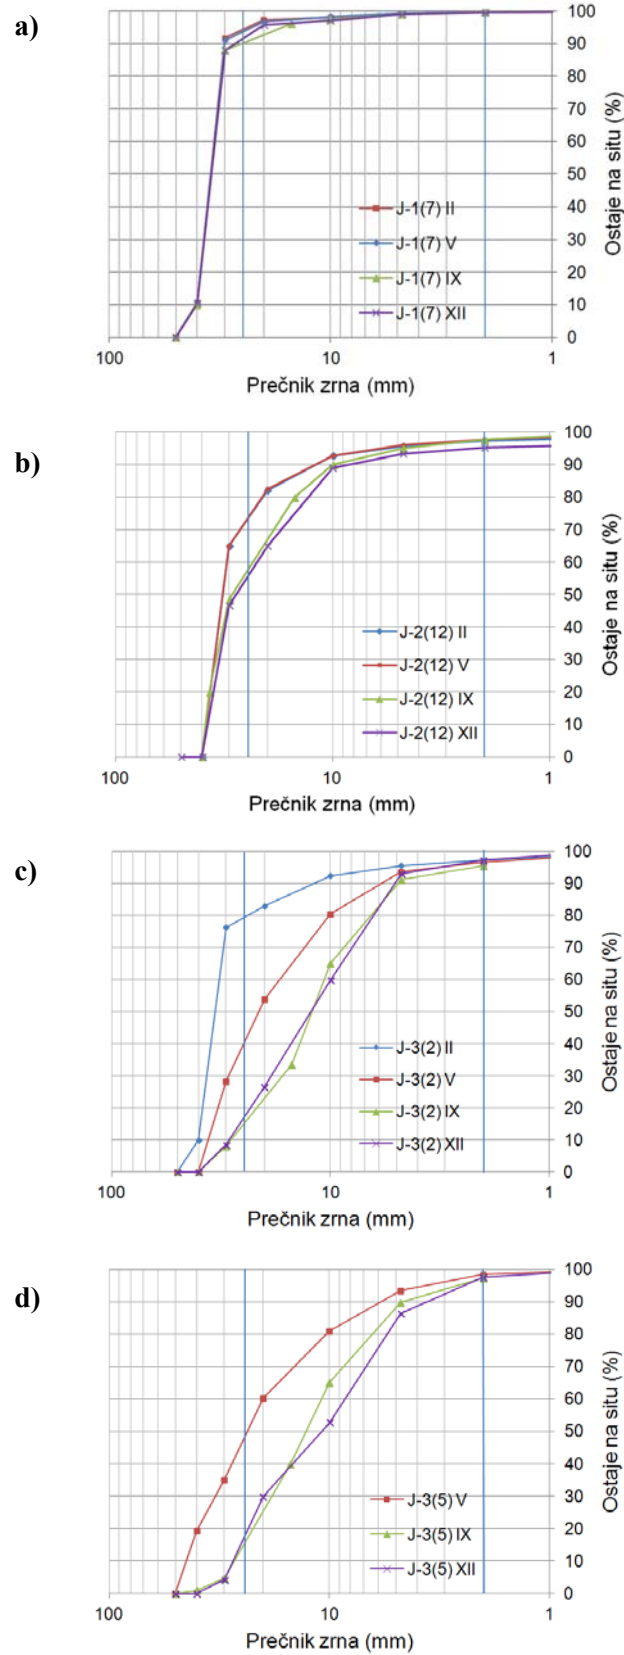 a)
100
90
80
70
60
50
40
30
20
10
0
Ostaje na situ (%)
J-1(7) II
J-1(7) V
J-1(7) IX
J-1(7) XII
100 10 1
Prečnik zrna (mm)
b)
100
90
80
70
60
50
40
30
20
10
0
Ostaje na situ (%)
J-2(12) II
J-2(12) V
J-2(12) IX
J-2(12) XII
100 10 1
Prečnik zrna (mm)
c)
100
90
80
70
60
50
40
30
20
10
0
Ostaje na situ (%)
J-3(2) II
J-3(2) V
J-3(2) IX
J-3(2) XII
100 10 1
Prečnik zrna (mm)
d)
100
90
80
70
60
50
40
30
20
10
0
Ostaje na situ (%)
J-3(5) V
J-3(5) IX
J-3(5) XII
100 10 1
Prečnik zrna (mm)